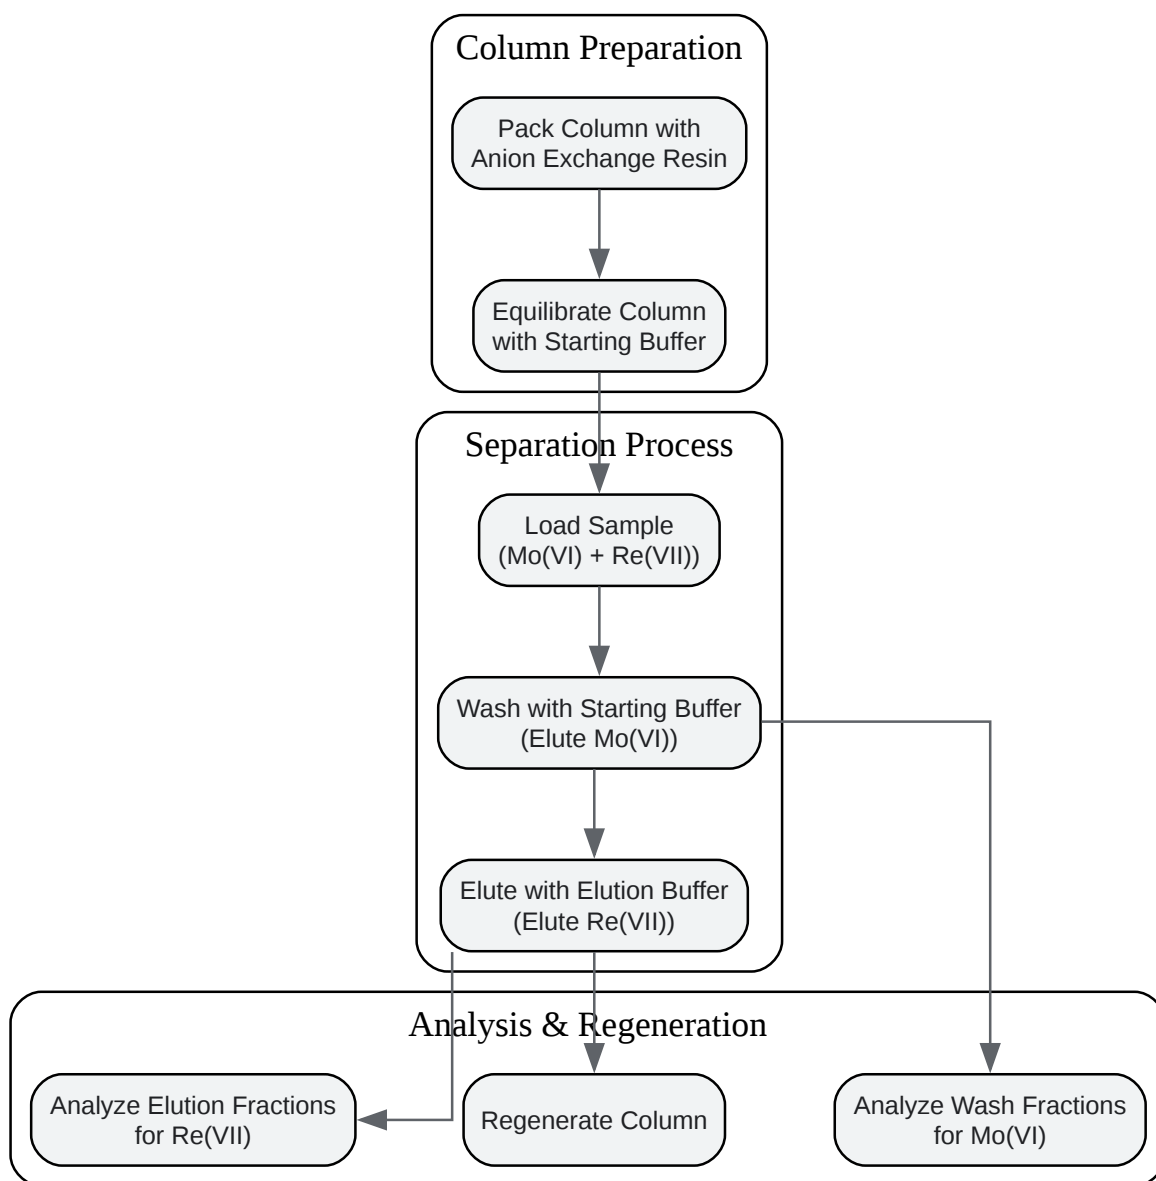 Column Preparation
Pack Column with
Anion Exchange Resin
Equilibrate Column
with Starting Buffer
Separation Process
Load Sample
(Mo(VI) + Re(VII))
Wash with Starting Buffer
(Elute Mo(VI))
Elute with Elution Buffer
(Elute Re(VII))
Analysis & Regeneration
Analyze Elution Fractions
for Re(VII)
Regenerate Column
Analyze Wash Fractions
for Mo(VI)